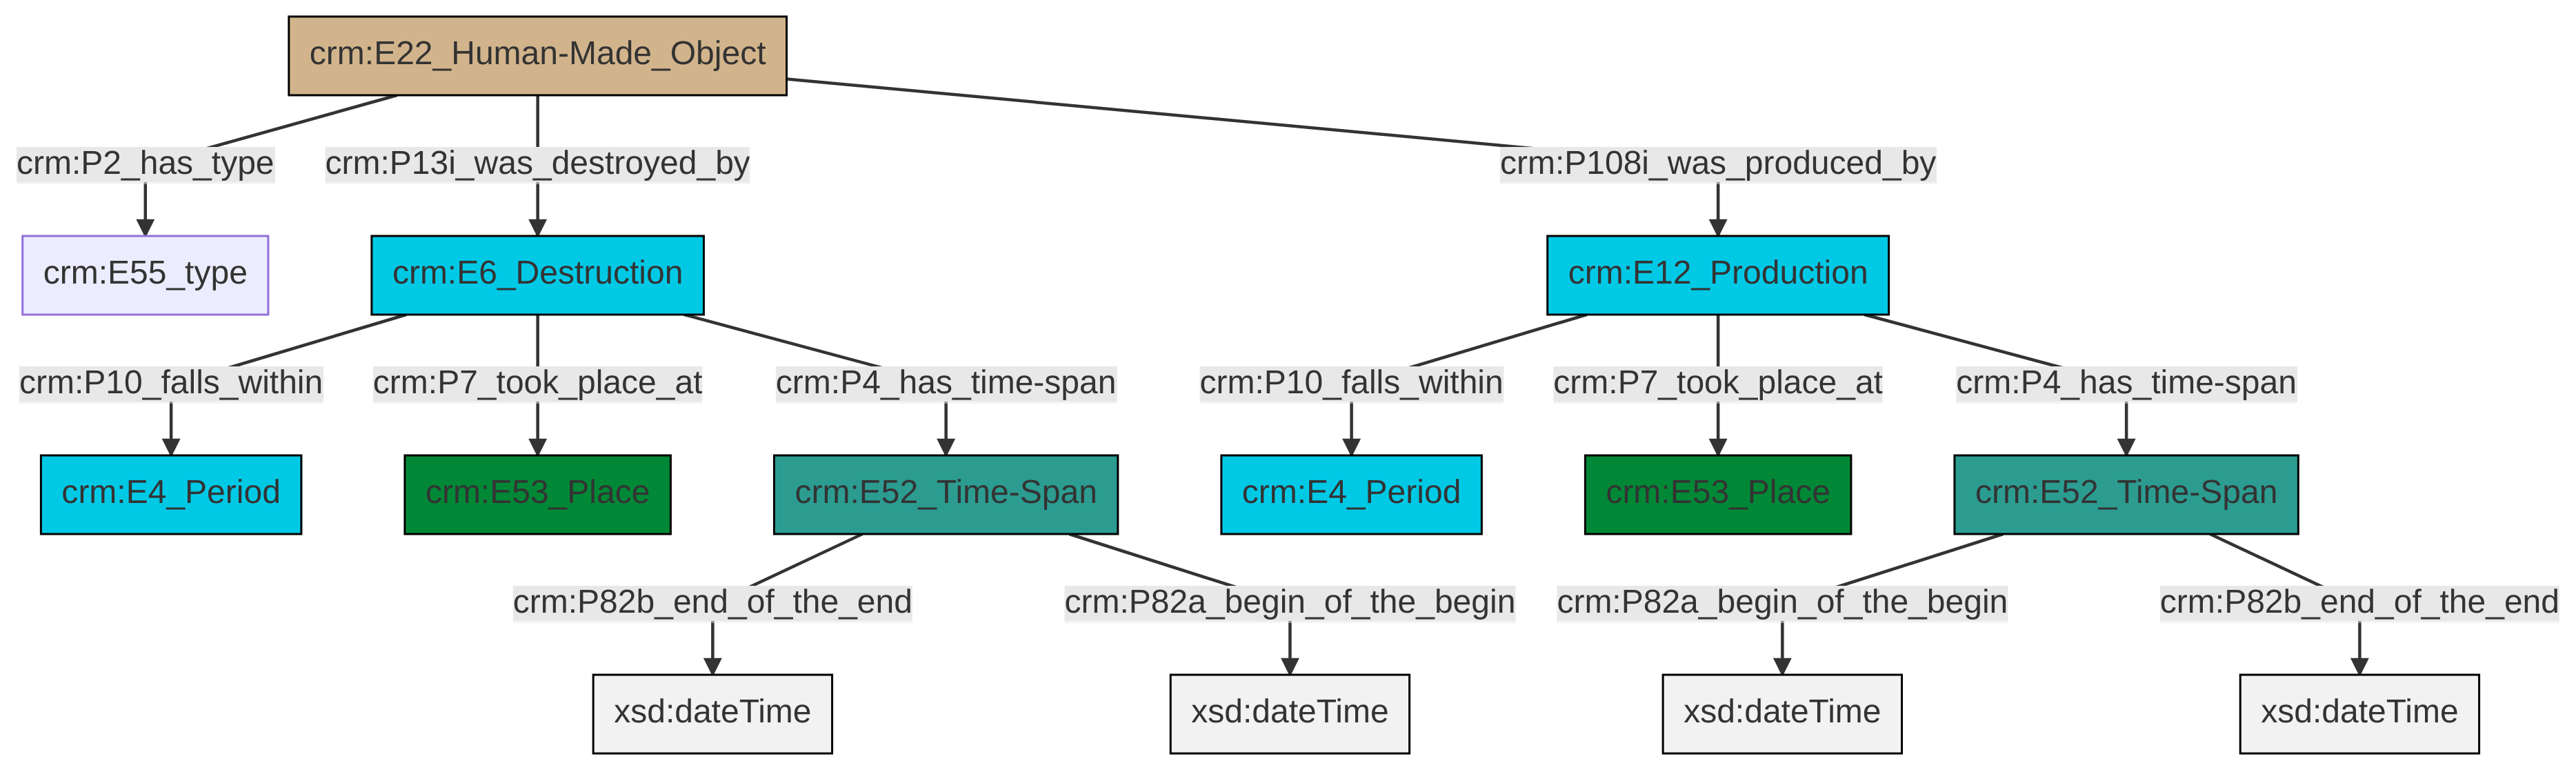 crm:E22_Human-Made_Object
crm:P2_has_type
crm:P13i_was_destroyed_by
crm:P108i_was_produced_by
crm:E55_type
crm:E6_Destruction
crm:E12_Production
crm:P10_falls_within
crm:P7_took_place_at
crm:P4_has_time-span
crm:P10_falls_within
crm:P7_took_place_at
crm:P4_has_time-span
crm:E4_Period
crm:E53_Place
crm:E52_Time-Span
crm:E4_Period
crm:E53_Place
crm:E52_Time-Span
crm:P82b_end_of_the_end
crm:P82a_begin_of_the_begin
crm:P82a_begin_of_the_begin
crm:P82b_end_of_the_end
xsd:dateTime
xsd:dateTime
xsd:dateTime
xsd:dateTime